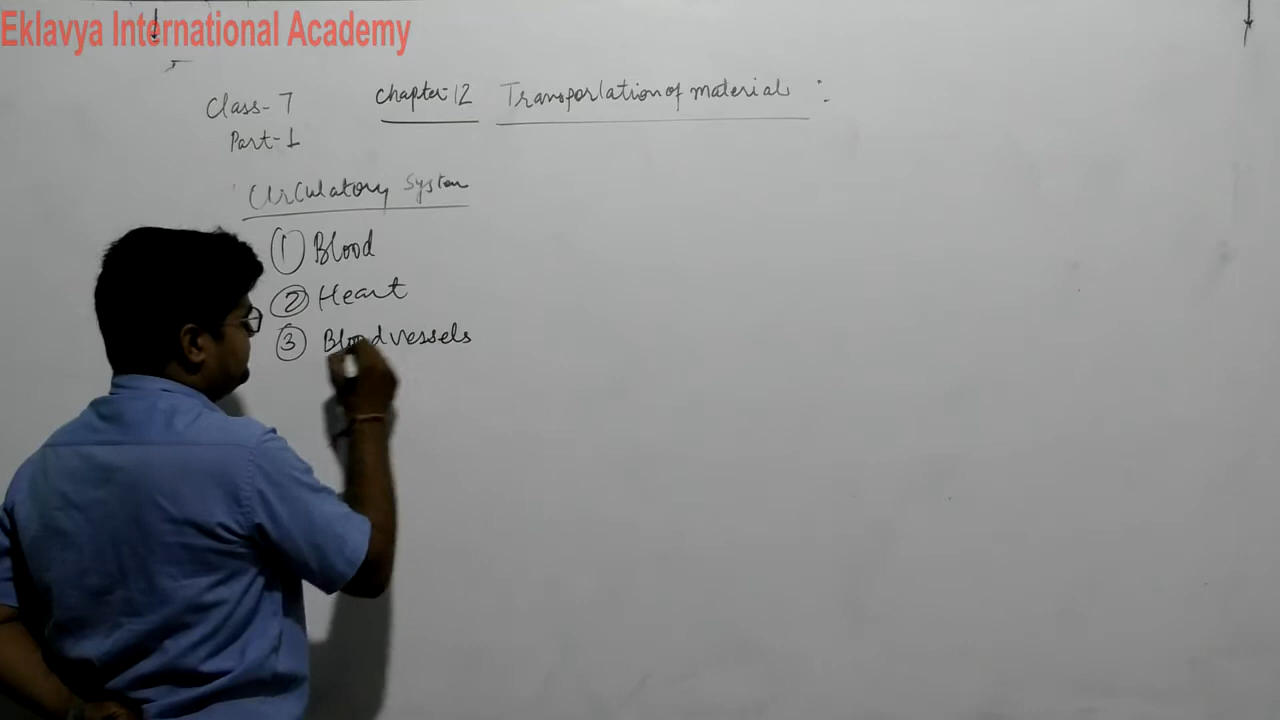 Eklavya International Academy
Class-7 Chapter-12 Transportation of materials :-
Part-1
Circulatory System
① Blood
② Heart
③ Blood vessels